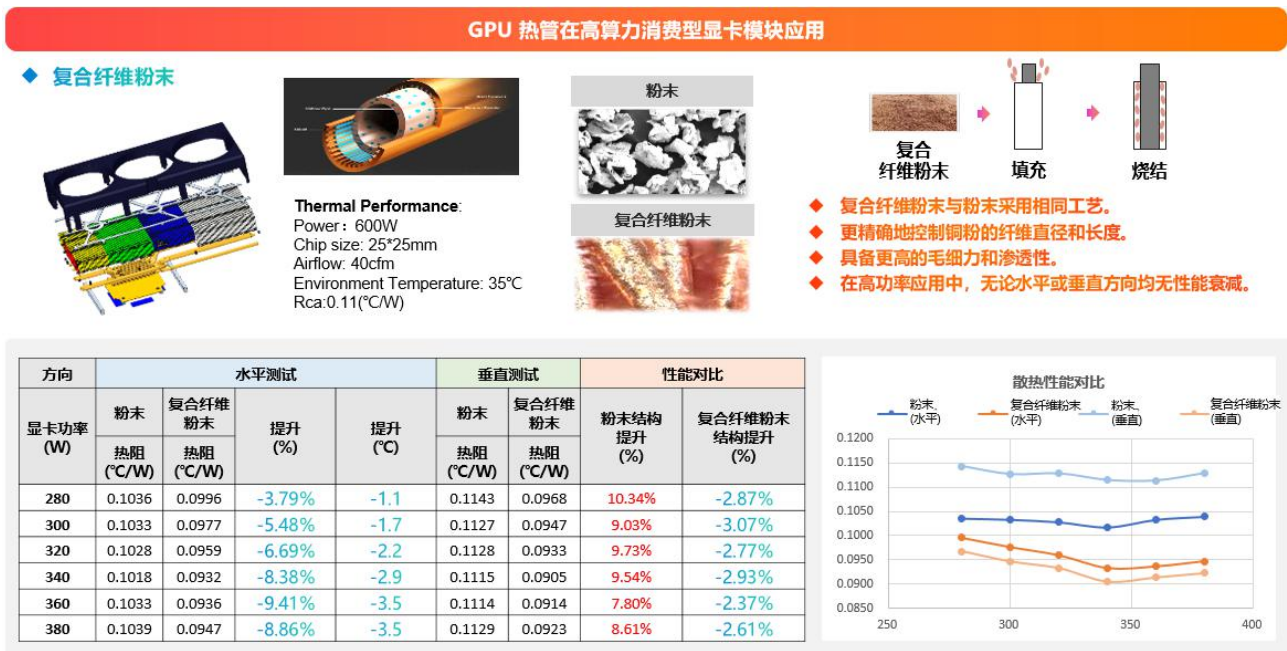 GPU 热管在高算力消费型显卡模块应用
◆ 复合纤维粉末
Thermal Performance:
Power：600W
Chip size: 25*25mm
Airflow: 40cfm
Environment Temperature: 35℃
Rca:0.11(℃/W)
粉末
复合纤维粉末
复合
纤维粉末
填充
烧结
◆ 复合纤维粉末与粉末采用相同工艺。
◆ 更精确地控制铜粉的纤维直径和长度。
◆ 具备更高的毛细力和渗透性。
◆ 在高功率应用中，无论水平或垂直方向均无性能衰减。
方向 水平测试 垂直测试 性能对比
显卡功率
(W)
粉末
复合纤维
粉末
提升
(%)
提升
(℃)
粉末
复合纤维
粉末
粉末结构
提升
(%)
复合纤维粉末
结构提升
(%)
热阻
(℃/W)
热阻
(℃/W)
热阻
(℃/W)
热阻
(℃/W)
280 0.1036 0.0996 -3.79% -1.1 0.1143 0.0968 10.34% -2.87%
300 0.1033 0.0977 -5.48% -1.7 0.1127 0.0947 9.03% -3.07%
320 0.1028 0.0959 -6.69% -2.2 0.1128 0.0933 9.73% -2.77%
340 0.1018 0.0932 -8.38% -2.9 0.1115 0.0905 9.54% -2.93%
360 0.1033 0.0936 -9.41% -3.5 0.1114 0.0914 7.80% -2.37%
380 0.1039 0.0947 -8.86% -3.5 0.1129 0.0923 8.61% -2.61%
散热性能对比
粉末、
(水平)
复合纤维粉末
(水平)
粉末、
(垂直)
复合纤维粉末
(垂直)
0.1200
0.1150
0.1100
0.1050
0.1000
0.0950
0.0900
0.0850
250 300 350 400